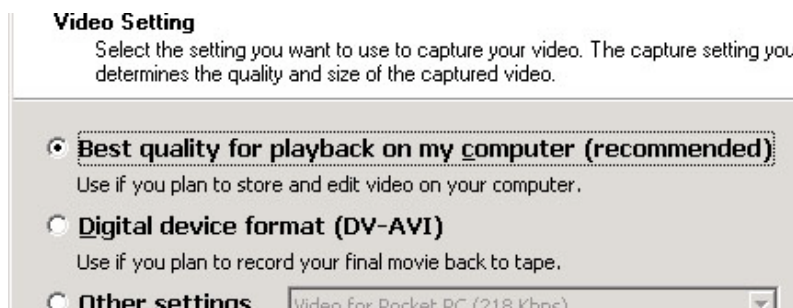 Video Setting
Select the setting you want to use to capture your video. The capture setting you
determines the quality and size of the captured video.
Best quality for playback on my computer (recommended)
Use if you plan to store and edit video on your computer.
Digital device format (DV-AVI)
Use if you plan to record your final movie back to tape.
Other settings Video for Pocket PC (218 Kbps)